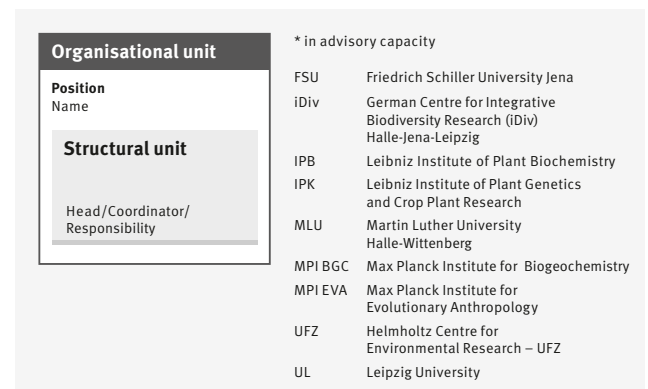 Organisational unit
Position
Name
Structural unit
Head/Coordinator/
Responsibility
* in advisory capacity
FSU Friedrich Schiller University Jena
iDiv German Centre for Integrative
Biodiversity Research (iDiv)
Halle-Jena-Leipzig
IPB Leibniz Institute of Plant Biochemistry
IPK Leibniz Institute of Plant Genetics
and Crop Plant Research
MLU Martin Luther University
Halle-Wittenberg
MPI BGC Max Planck Institute for Biogeochemistry
MPI EVA Max Planck Institute for
Evolutionary Anthropology
UFZ Helmholtz Centre for
Environmental Research – UFZ
UL Leipzig University